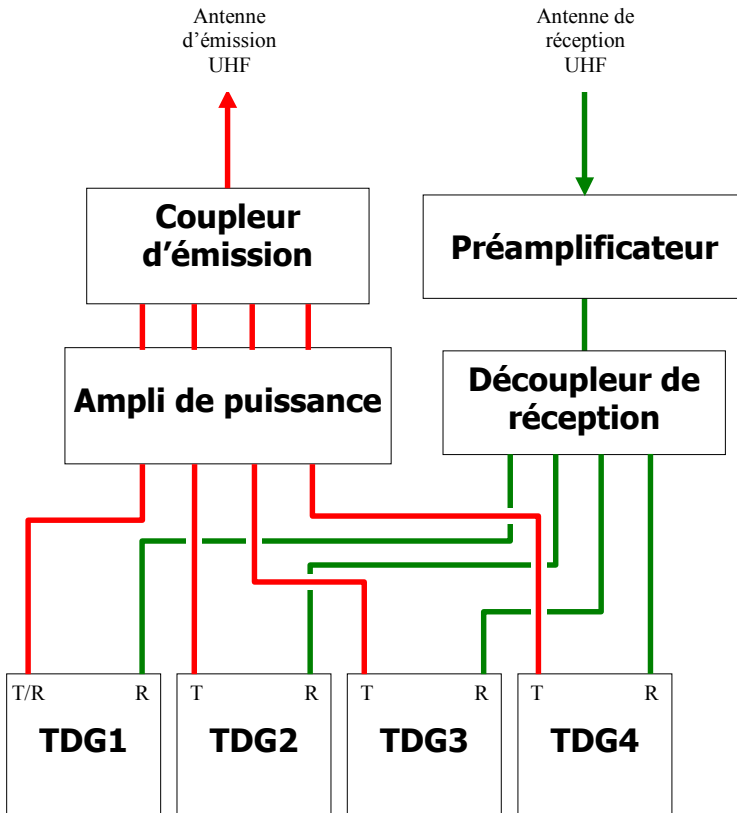 Antenne
d’émission
UHF
Antenne de
réception
UHF
Coupleur
d’émission
Préamplificateur
Ampli de puissance
Découpleur de
réception
T/R R T R T R T R
TDG1 TDG2 TDG3 TDG4